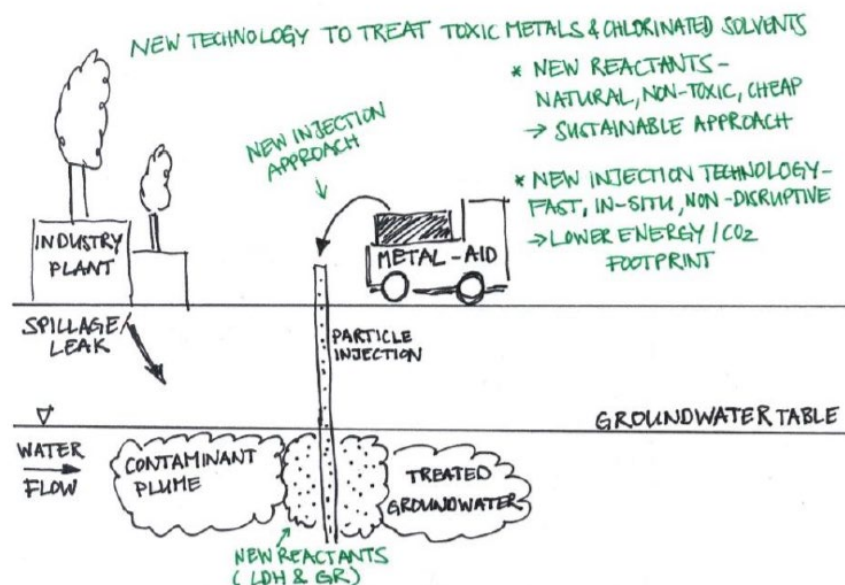 NEW TECHNOLOGY TO TREAT TOXIC METALS & CHLORINATED SOLVENTS
* NEW REACTANTS -
NATURAL, NON-TOXIC, CHEAP
→ SUSTAINABLE APPROACH
* NEW INJECTION TECHNOLOGY -
FAST, IN-SITU, NON-DISRUPTIVE
→ LOWER ENERGY / CO2
FOOTPRINT
NEW INJECTION
APPROACH
INDUSTRY
PLANT
METAL-AID
SPILLAGE/
LEAK
PARTICLE
INJECTION
GROUNDWATER TABLE
WATER
FLOW
CONTAMINANT
PLUME
TREATED
GROUNDWATER
NEW REACTANTS
(LDH & GR)